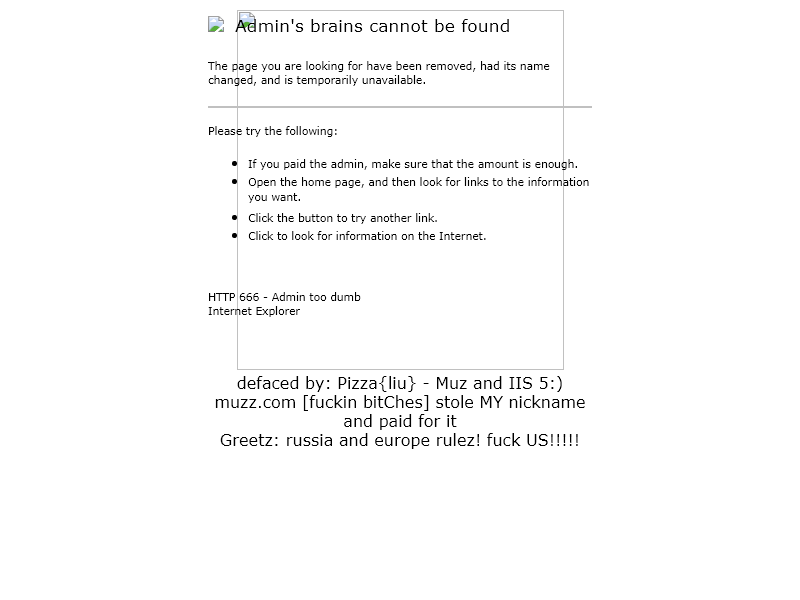 Admin's brains cannot be found
The page you are looking for have been removed, had its name
changed, and is temporarily unavailable.
Please try the following:
If you paid the admin, make sure that the amount is enough.
Open the home page, and then look for links to the information
you want.
Click the button to try another link.
Click to look for information on the Internet.
HTTP 666 - Admin too dumb
Internet Explorer
defaced by: Pizza{liu} - Muz and IIS 5:)
muzz.com [fuckin bitChes] stole MY nickname
and paid for it
Greetz: russia and europe rulez! fuck US!!!!!